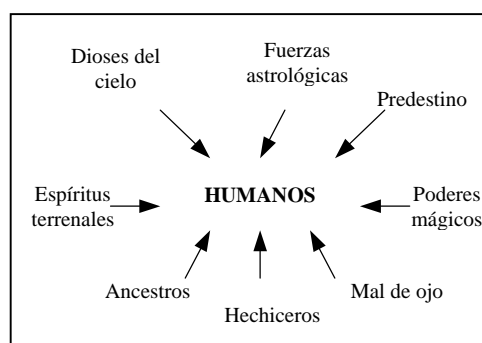 Dioses del
cielo
Fuerzas
astrológicas
Predestino
Espíritus
terrenales
HUMANOS
Poderes
mágicos
Ancestros
Hechiceros
Mal de ojo